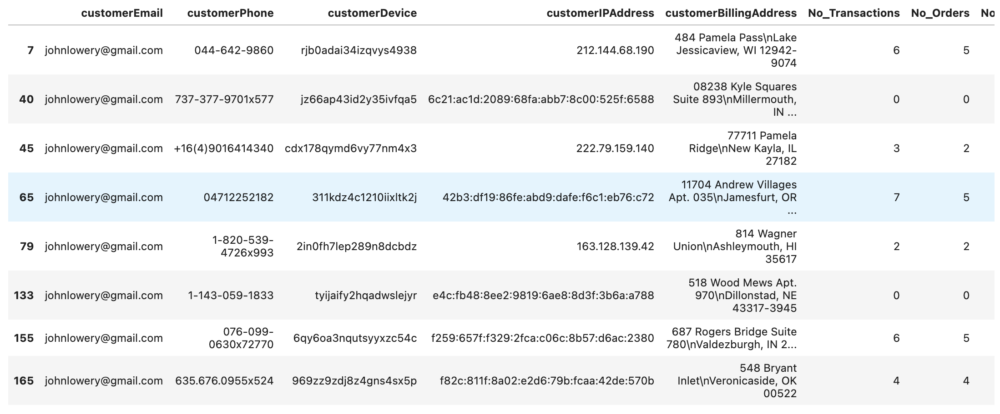 customerEmail customerPhone customerDevice customerIPAddress customerBillingAddress No_Transactions No_Orders No
7 johnlowery@gmail.com 044-642-9860 rjb0adai34izqvys4938 212.144.68.190 484 Pamela Pass\nLake Jessicaview, WI 12942-9074 6 5
40 johnlowery@gmail.com 737-377-9701x577 jz66ap43id2y35ivfqa5 6c21:ac1d:2089:68fa:abb7:8c00:525f:6588 08238 Kyle Squares Suite 893\nMillermouth, IN ... 0 0
45 johnlowery@gmail.com +16(4)9016414340 cdx178qymd6vy77nm4x3 222.79.159.140 77711 Pamela Ridge\nNew Kayla, IL 27182 3 2
65 johnlowery@gmail.com 04712252182 311kdz4c1210iixltk2j 42b3:df19:86fe:abd9:dafe:f6c1:eb76:c72 11704 Andrew Villages Apt. 035\nJamesfurt, OR ... 7 5
79 johnlowery@gmail.com 1-820-539-4726x993 2in0fh7lep289n8dcbdz 163.128.139.42 814 Wagner Union\nAshleymouth, HI 35617 2 2
133 johnlowery@gmail.com 1-143-059-1833 tyijaify2hqadwslejyr e4c:fb48:8ee2:9819:6ae8:8d3f:3b6a:a788 518 Wood Mews Apt. 970\nDillonstad, NE 43317-3945 0 0
155 johnlowery@gmail.com 076-099-0630x72770 6qy6oa3nqutsyyxzc54c f259:657f:f329:2fca:c06c:8b57:d6ac:2380 687 Rogers Bridge Suite 780\nValdezburgh, IN 2... 6 5
165 johnlowery@gmail.com 635.676.0955x524 969zz9zdj8z4gns4sx5p f82c:811f:8a02:e2d6:79b:fcaa:42de:570b 548 Bryant Inlet\nVeronicaside, OK 00522 4 4